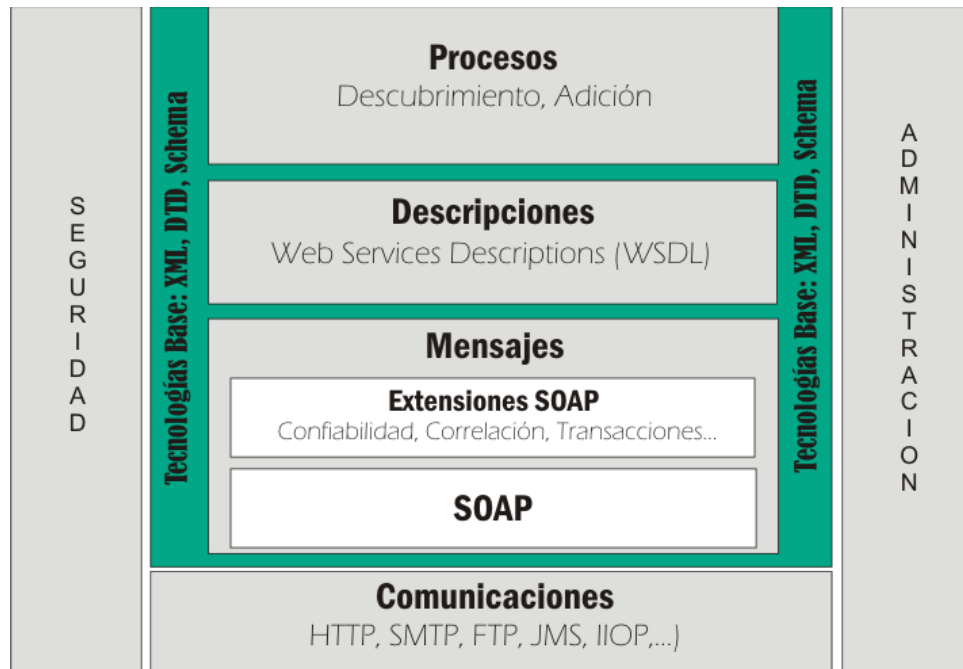 SEGURIDAD
Tecnologías Base: XML, DTD, Schema
Procesos
Descubrimiento, Adición
Descripciones
Web Services Descriptions (WSDL)
Mensajes
Extensiones SOAP
Confiabilidad, Correlación, Transacciones...
SOAP
Tecnologías Base: XML, DTD, Schema
ADMINISTRACION
Comunicaciones
HTTP, SMTP, FTP, JMS, IIOP,...)